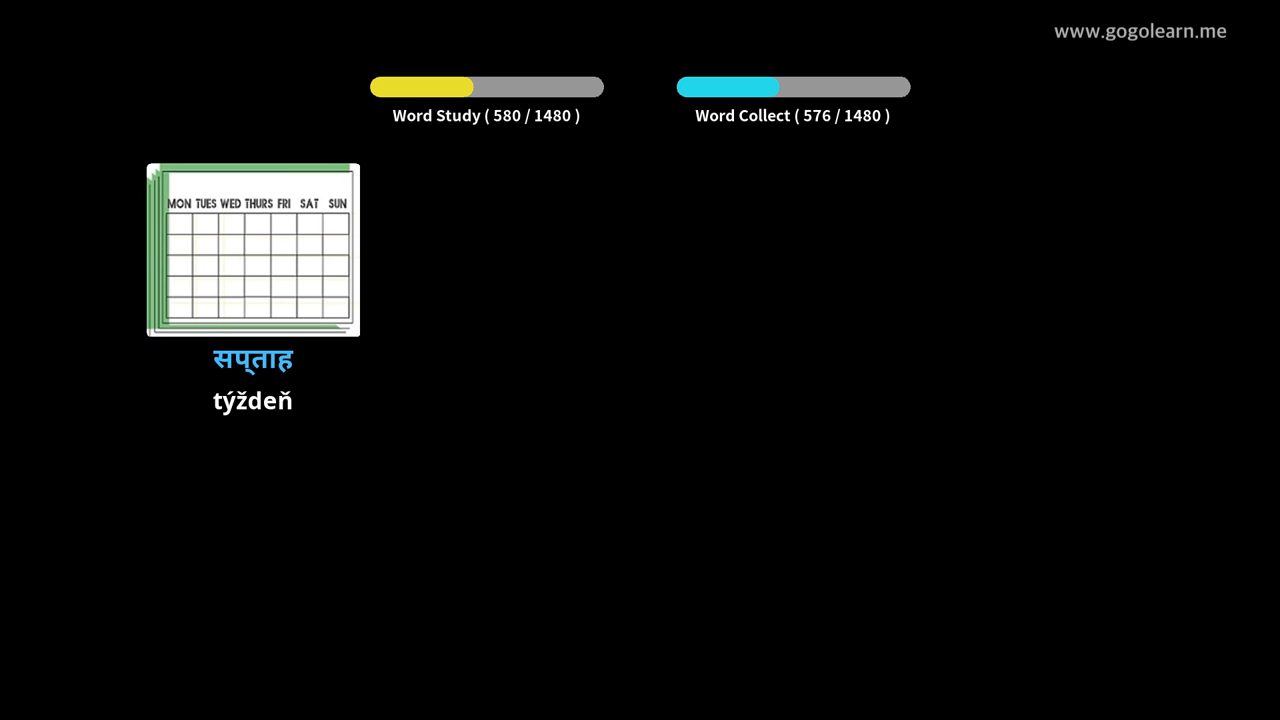 www.gogolearn.me
Word Study ( 580 / 1480 )
Word Collect ( 576 / 1480 )
MON TUES WED THURS FRI SAT SUN
सप्ताह
týždeň